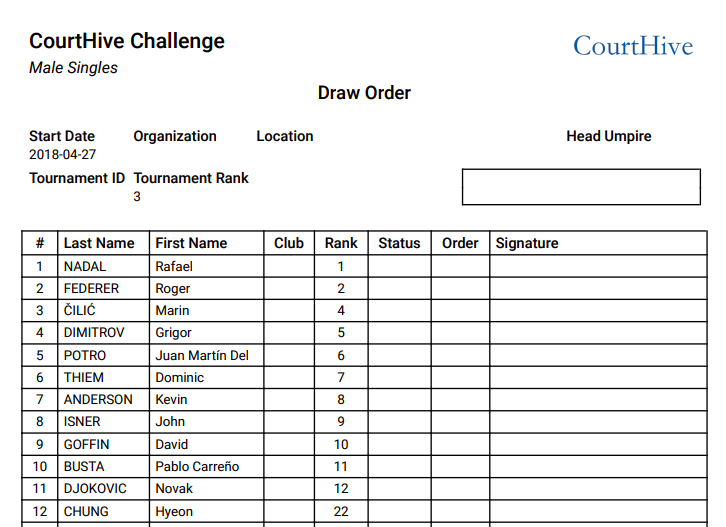 CourtHive Challenge
CourtHive
Male Singles
Draw Order
Start Date Organization Location Head Umpire
2018-04-27
Tournament ID Tournament Rank
3
# Last Name First Name Club Rank Status Order Signature
1 NADAL Rafael 1
2 FEDERER Roger 2
3 ČILIĆ Marin 4
4 DIMITROV Grigor 5
5 POTRO Juan Martín Del 6
6 THIEM Dominic 7
7 ANDERSON Kevin 8
8 ISNER John 9
9 GOFFIN David 10
10 BUSTA Pablo Carreño 11
11 DJOKOVIC Novak 12
12 CHUNG Hyeon 22